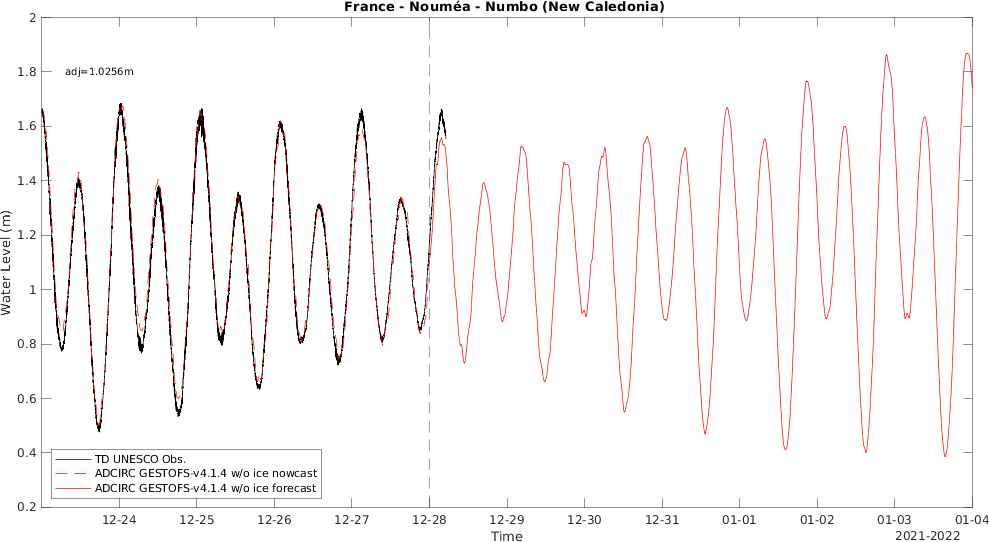 France - Nouméa - Numbo (New Caledonia)
2
1.8
1.6
1.4
1.2
1
0.8
0.6
0.4
0.2
Water Level (m)
adj=1.0256m
TD UNESCO Obs.
ADCIRC GESTOFS-v4.1.4 w/o ice nowcast
ADCIRC GESTOFS-v4.1.4 w/o ice forecast
12-24 12-25 12-26 12-27 12-28 12-29 12-30 12-31 01-01 01-02 01-03 01-04
Time
2021-2022